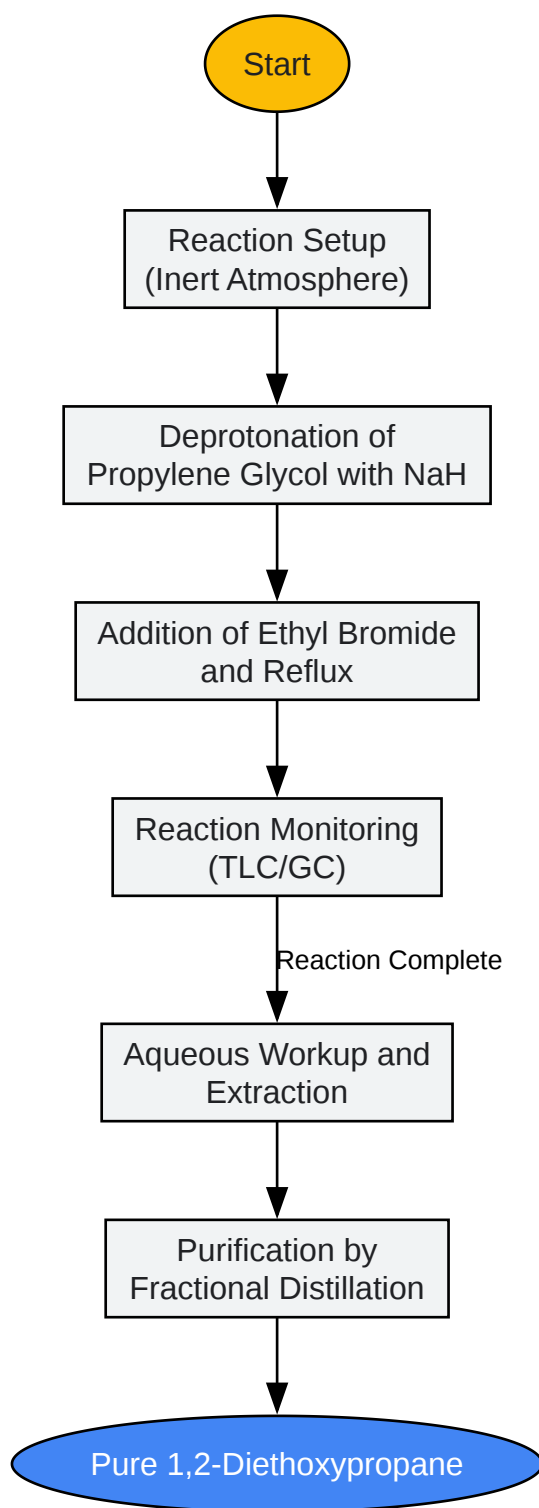 Start
Reaction Setup
(Inert Atmosphere)
Deprotonation of
Propylene Glycol with NaH
Addition of Ethyl Bromide
and Reflux
Reaction Monitoring
(TLC/GC)
Reaction Complete
Aqueous Workup and
Extraction
Purification by
Fractional Distillation
Pure 1,2-Diethoxypropane